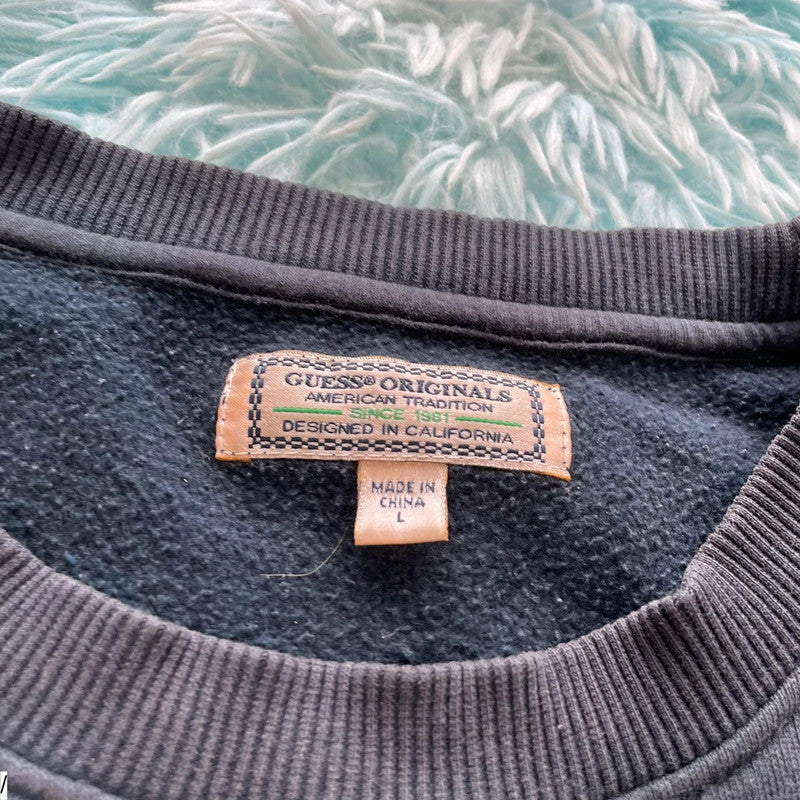 GUESS® ORIGINALS
AMERICAN TRADITION
SINCE 1981
DESIGNED IN CALIFORNIA
MADE IN
CHINA
L
/